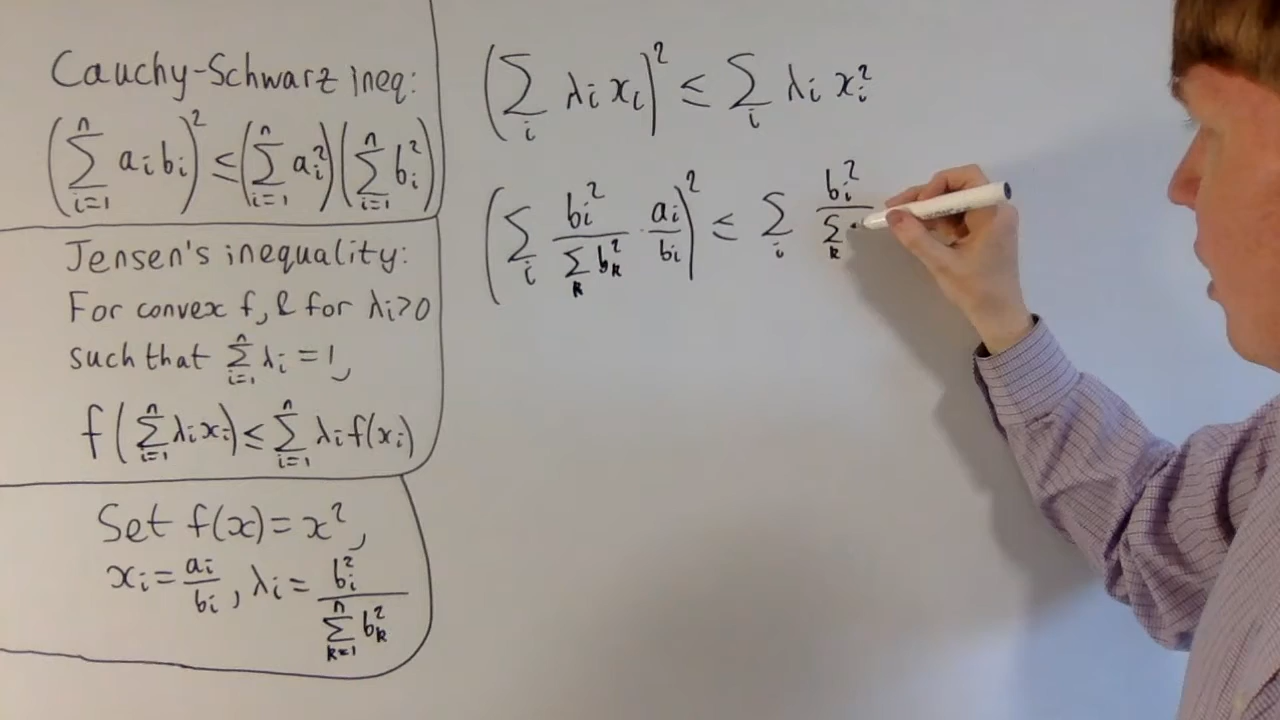 Cauchy-Schwarz ineq:
(∑_{i=1}^{n} a_i b_i)² ≤ (∑_{i=1}^{n} a_i²)(∑_{i=1}^{n} b_i²)
Jensen's inequality:
For convex f, & for λ_i>0
such that ∑_{i=1}^{n} λ_i = 1,
f(∑_{i=1}^{n} λ_i x_i) ≤ ∑_{i=1}^{n} λ_i f(x_i)
Set f(x) = x²,
x_i = a_i/b_i, λ_i = b_i²/∑_{k=1}^{n} b_k²
(∑_i λ_i x_i)² ≤ ∑_i λ_i x_i²
(∑_i b_i²/∑_k b_k² · a_i/b_i)² ≤ ∑_i b_i²/∑_k